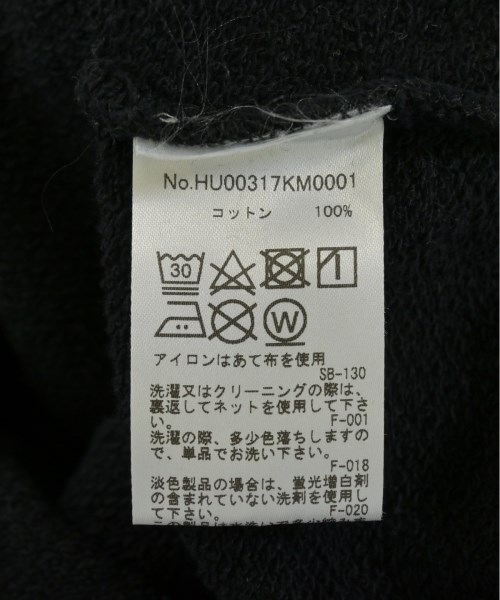 No.HU00317KM0001
コットン 100%
30
W
アイロンはあて布を使用
SB-130
洗濯又はクリーニングの際は、
裏返してネットを使用して下さ
い。 F-001
洗濯の際、多少色落ちしますの
で、単品でお洗い下さい。
F-018
淡色製品の場合は、蛍光増白剤
の含まれていない洗剤を使用し
て下さい。 F-020